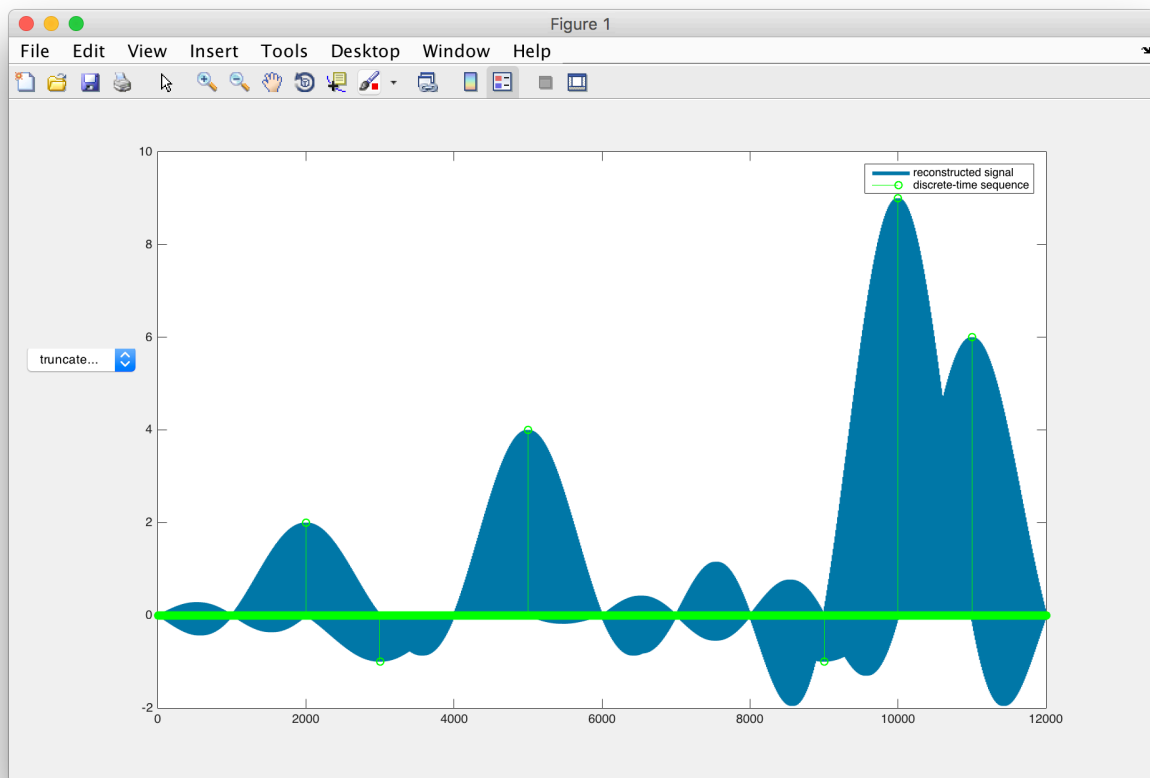 Figure 1
File Edit View Insert Tools Desktop Window Help
10
reconstructed signal
discrete-time sequence
8
6
truncate...
4
2
0
-2
0 2000 4000 6000 8000 10000 12000